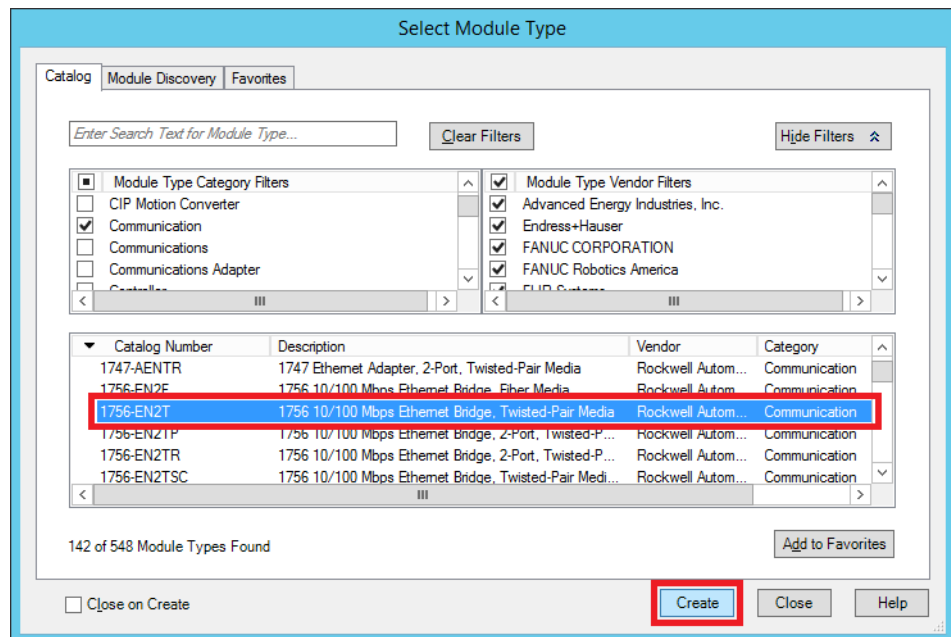 Select Module Type
Catalog Module Discovery Favorites
Enter Search Text for Module Type... Clear Filters Hide Filters
Module Type Category Filters Module Type Vendor Filters
CIP Motion Converter Advanced Energy Industries, Inc.
Communication Endress+Hauser
Communications FANUC CORPORATION
Communications Adapter FANUC Robotics America
Controller FLIR Systems
Catalog Number Description Vendor Category
1747-AENTR 1747 Ethernet Adapter, 2-Port, Twisted-Pair Media Rockwell Autom... Communication
1756-EN2F 1756 10/100 Mbps Ethernet Bridge, Fiber Media Rockwell Autom... Communication
1756-EN2T 1756 10/100 Mbps Ethernet Bridge, Twisted-Pair Media Rockwell Autom... Communication
1756-EN2TP 1756 10/100 Mbps Ethernet Bridge, 2-Port, Twisted-P... Rockwell Autom... Communication
1756-EN2TR 1756 10/100 Mbps Ethernet Bridge, 2-Port, Twisted-P... Rockwell Autom... Communication
1756-EN2TSC 1756 10/100 Mbps Ethernet Bridge, Twisted-Pair Medi... Rockwell Autom... Communication
142 of 548 Module Types Found Add to Favorites
Close on Create Create Close Help